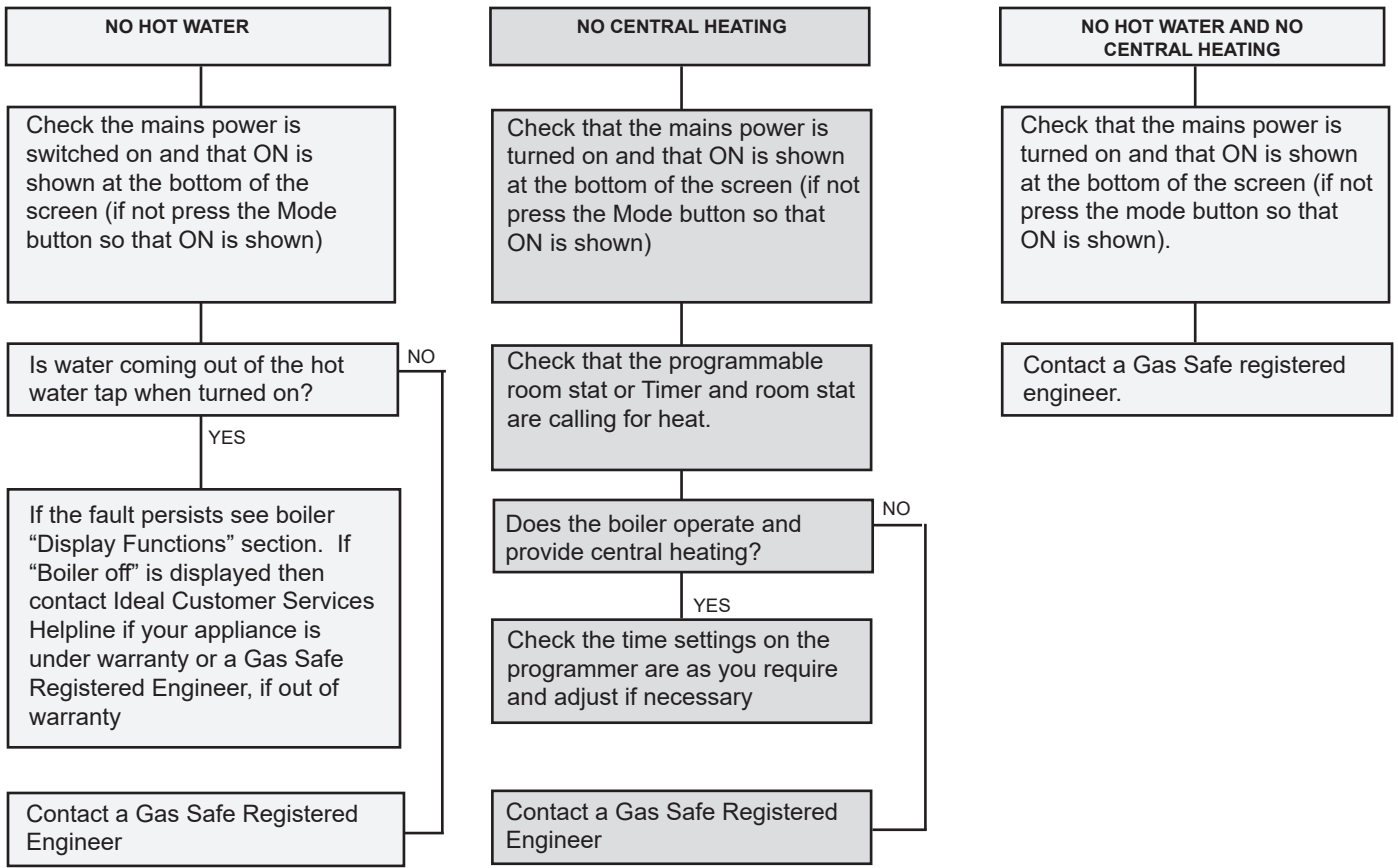 NO HOT WATER
Check the mains power is
switched on and that ON is
shown at the bottom of the
screen (if not press the Mode
button so that ON is shown)
Is water coming out of the hot
water tap when turned on?
NO
YES
If the fault persists see boiler
“Display Functions” section.  If
“Boiler off” is displayed then
contact Ideal Customer Services
Helpline if your appliance is
under warranty or a Gas Safe
Registered Engineer, if out of
warranty
Contact a Gas Safe Registered
Engineer
NO CENTRAL HEATING
Check that the mains power is
turned on and that ON is shown
at the bottom of the screen (if not
press the Mode button so that
ON is shown)
Check that the programmable
room stat or Timer and room stat
are calling for heat.
Does the boiler operate and
provide central heating?
NO
YES
Check the time settings on the
programmer are as you require
and adjust if necessary
Contact a Gas Safe Registered
Engineer
NO HOT WATER AND NO
CENTRAL HEATING
Check that the mains power is
turned on and that ON is shown
at the bottom of the screen (if not
press the mode button so that
ON is shown).
Contact a Gas Safe registered
engineer.